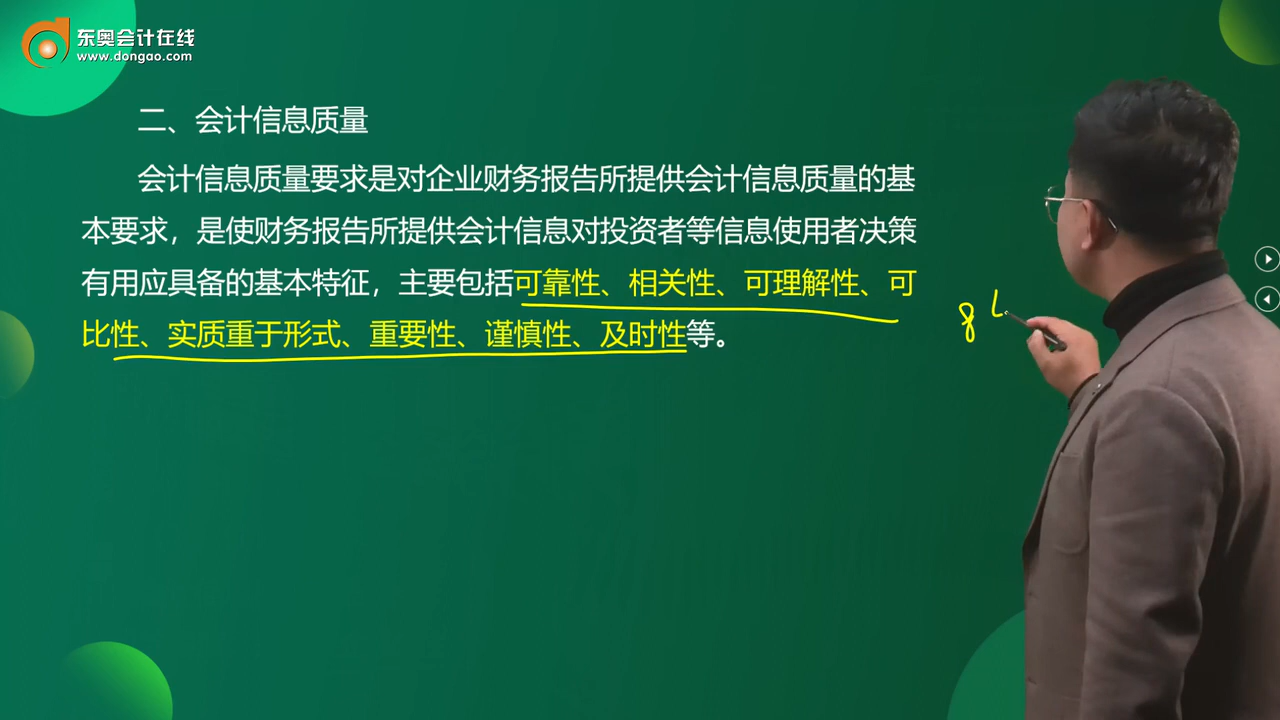 东奥会计在线
www.dongao.com
二、会计信息质量
会计信息质量要求是对企业财务报告所提供会计信息质量的基
本要求，是使财务报告所提供会计信息对投资者等信息使用者决策
有用应具备的基本特征，主要包括可靠性、相关性、可理解性、可
比性、实质重于形式、重要性、谨慎性、及时性等。
8